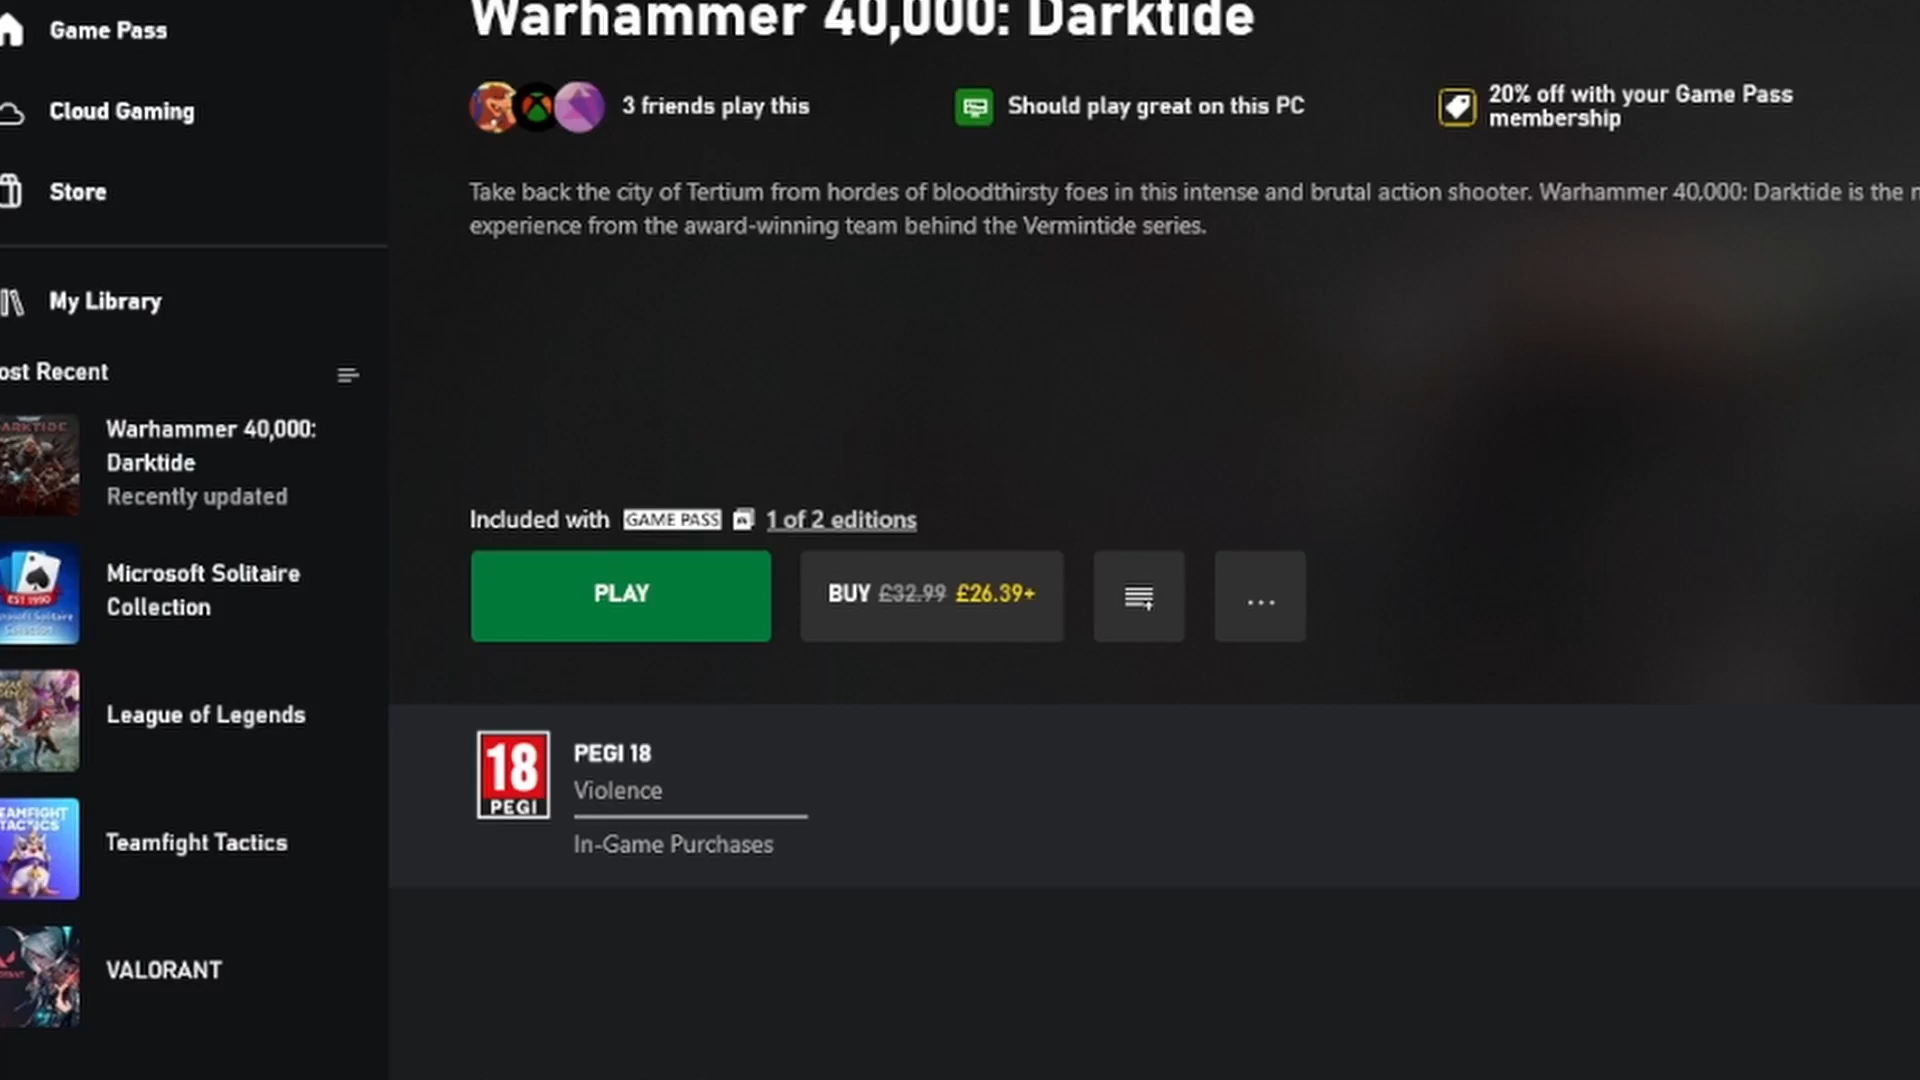 Warhammer 40,000: Darktide
Game Pass
Cloud Gaming
Store
My Library
ost Recent
Warhammer 40,000:
Darktide
Recently updated
Microsoft Solitaire
Collection
League of Legends
Teamfight Tactics
VALORANT
3 friends play this
Should play great on this PC
20% off with your Game Pass
membership
Take back the city of Tertium from hordes of bloodthirsty foes in this intense and brutal action shooter. Warhammer 40,000: Darktide is the
experience from the award-winning team behind the Vermintide series.
Included with GAME PASS 1 of 2 editions
PLAY
BUY £32.99 £26.39+
...
18
PEGI
PEGI 18
Violence
In-Game Purchases
ARKTIDE
EST 1990
EAMFIGHT
TACTICS